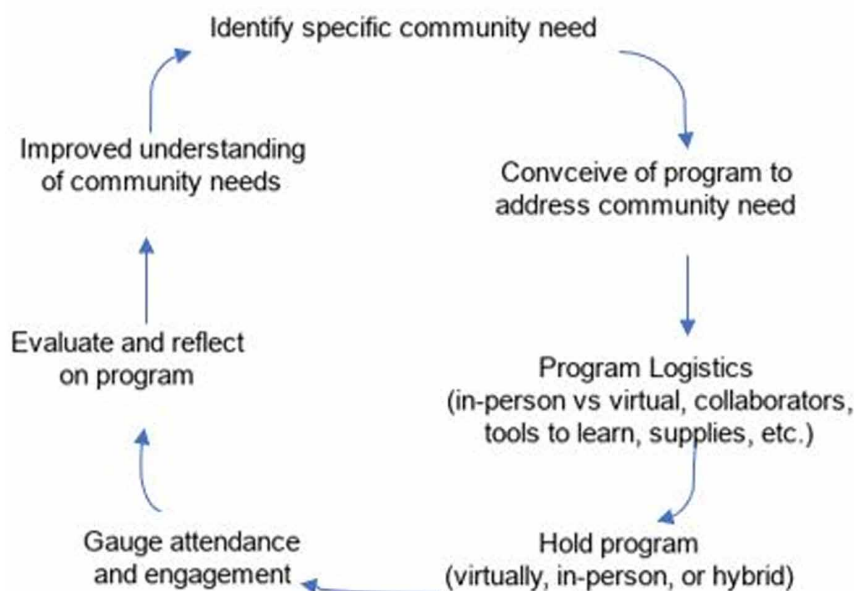 Identify specific community need
Convceive of program to
address community need
Program Logistics
(in-person vs virtual, collaborators,
tools to learn, supplies, etc.)
Hold program
(virtually, in-person, or hybrid)
Gauge attendance
and engagement
Evaluate and reflect
on program
Improved understanding
of community needs